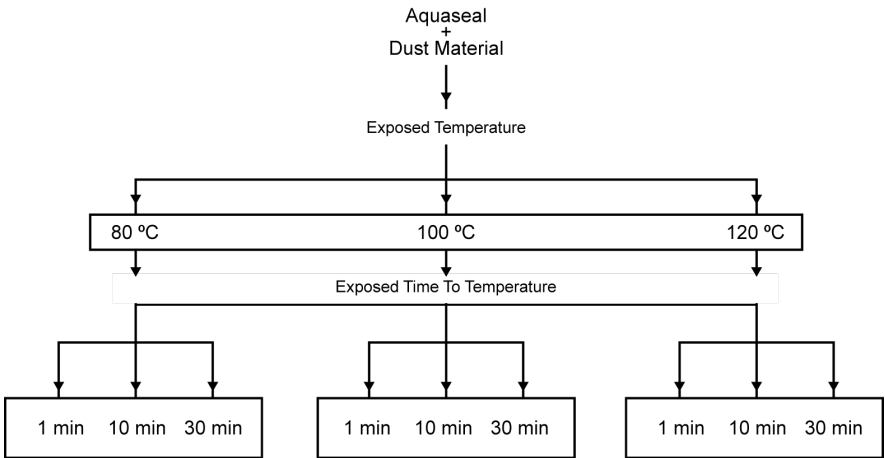 Aquaseal
+
Dust Material
Exposed Temperature
80 ºC 100 ºC 120 ºC
Exposed Time To Temperature
1 min 10 min 30 min 1 min 10 min 30 min 1 min 10 min 30 min